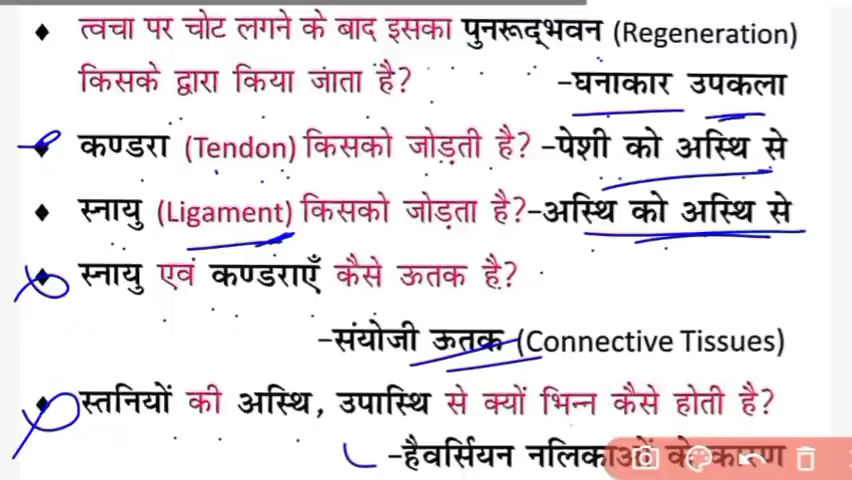 त्वचा पर चोट लगने के बाद इसका पुनरूद्भवन (Regeneration)
किसके द्वारा किया जाता है? -घनाकार उपकला
कण्डरा (Tendon) किसको जोड़ती है? -पेशी को अस्थि से
स्नायु (Ligament) किसको जोड़ता है?-अस्थि को अस्थि से
स्नायु एवं कण्डराएँ कैसे ऊतक है?
-संयोजी ऊतक (Connective Tissues)
स्तनियों की अस्थि, उपास्थि से क्यों भिन्न कैसे होती है?
-हैवर्सियन नलिकाओं के कारण